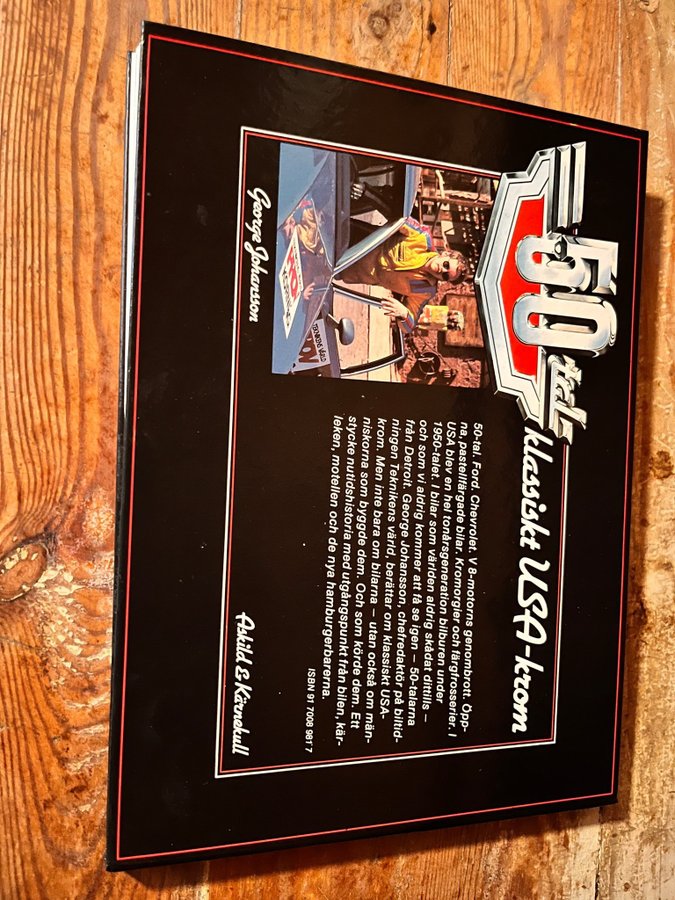 50tal
klassiskt USA-krom
50-tal. Ford. Chevrolet. V 8-motorns genombrott. Öpp-
na, pastellfärgade bilar. Kromorgier och färgfrosserier. I
USA blev en hel tonårsgeneration bilburen under
1950-talet. I bilar som världen aldrig skådat dittills –
och som vi aldrig kommer att få se igen – 50-talarna
från Detroit. George Johansson, chefredaktör på biltid-
ningen Teknikens värld, berättar om klassiskt USA-
krom. Men inte bara om bilarna – utan också om män-
niskorna som byggde dem. Och som körde dem. Ett
stycke nutidshistoria med utgångspunkt från bilen, kär-
leken, motellen och de nya hamburgerbarerna.
ISBN 91 7008 981 7
George Johansson
Askild & Kärnekull